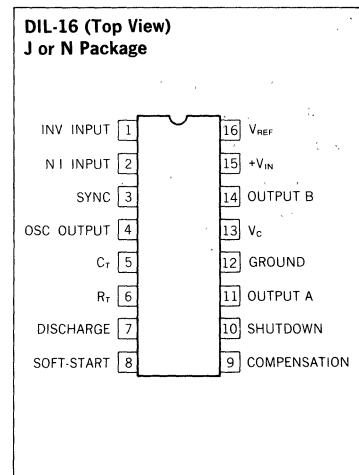 DIL-16 (Top View)
J or N Package
INV INPUT 1 16 VREF
N I INPUT 2 15 +VIN
SYNC 3 14 OUTPUT B
OSC OUTPUT 4 13 VC
CT 5 12 GROUND
RT 6 11 OUTPUT A
DISCHARGE 7 10 SHUTDOWN
SOFT-START 8 9 COMPENSATION